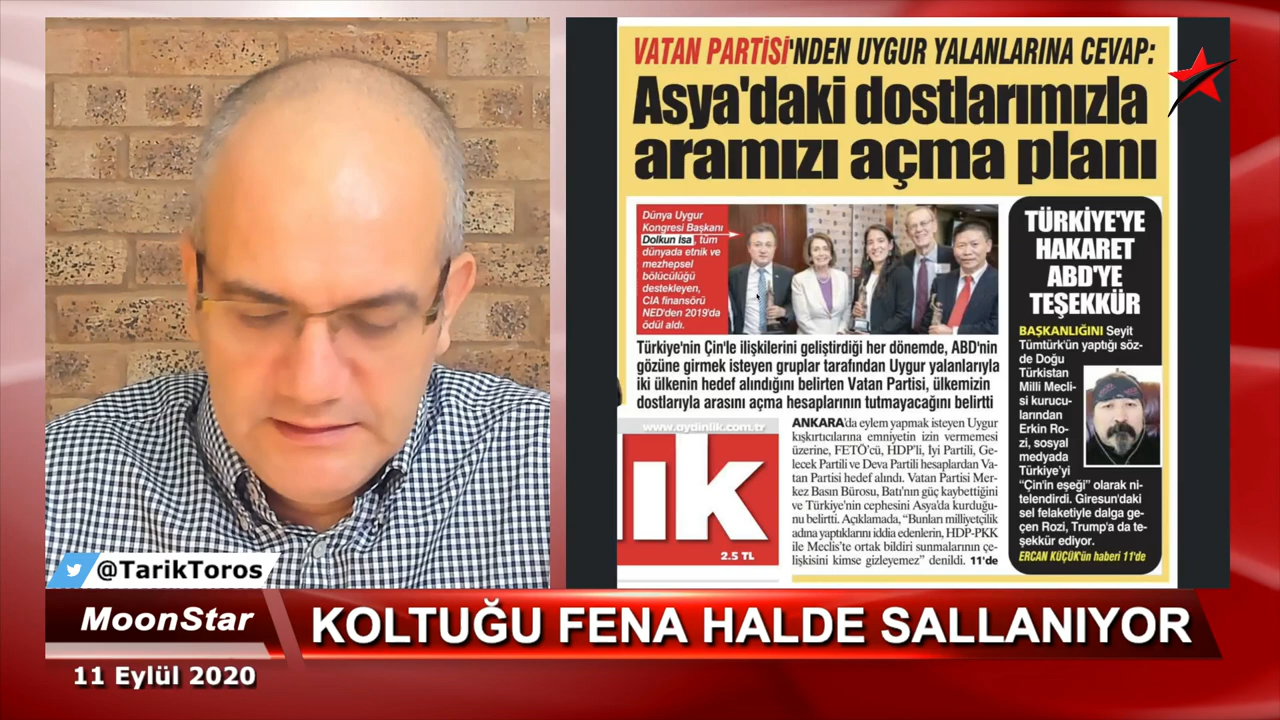 VATAN PARTİSİ'NDEN UYGUR YALANLARINA CEVAP:
Asya'daki dostlarımızla
aramızı açma planı
Dünya Uygur
Kongresi Başkanı
Dolkun İsa, tüm
dünyada etnik ve
mezhepsel
bölücülüğü
destekleyen,
CIA finansörü
NED'den 2019'da
ödül aldı.
Türkiye'nin Çin'le ilişkilerini geliştirdiği her dönemde, ABD'nin
gözüne girmek isteyen gruplar tarafından Uygur yalanlarıyla
iki ülkenin hedef alındığını belirten Vatan Partisi, ülkemizin
dostlarıyla arasını açma hesaplarının tutmayacağını belirtti
www.aydinlik.com.tr
lık
2.5 TL
ANKARA'da eylem yapmak isteyen Uygur
kışkırtıcılarına emniyetin izin vermemesi
üzerine, FETÖ'cü, HDP'li, İyi Partili, Ge-
lecek Partili ve Deva Partili hesaplardan Va-
tan Partisi hedef alındı. Vatan Partisi Mer-
kez Basın Bürosu, Batı'nın güç kaybettiğini
ve Türkiye'nin cephesini Asya'da kurduğu-
nu belirtti. Açıklamada, “Bunları milliyetçilik
adına yaptıklarını iddia edenlerin, HDP-PKK
ile Meclis'te ortak bildiri sunmalarının çe-
lişkisini kimse gizleyemez” denildi. 11'de
TÜRKİYE'YE
HAKARET
ABD'YE
TEŞEKKÜR
BAŞKANLIĞINI Seyit
Tümtürk'ün yaptığı söz-
de Doğu
Türkistan
Milli Mecli-
si kurucu-
larından
Erkin Ro-
zi, sosyal
medyada
Türkiye'yi
“Çin'in eşeği” olarak ni-
telendirdi. Giresun'daki
sel felaketiyle dalga ge-
çen Rozi, Trump'a da te-
şekkür ediyor.
ERCAN KÜÇÜK'ün haberi 11'de
@TarikToros
MoonStar
KOLTUĞU FENA HALDE SALLANIYOR
11 Eylül 2020